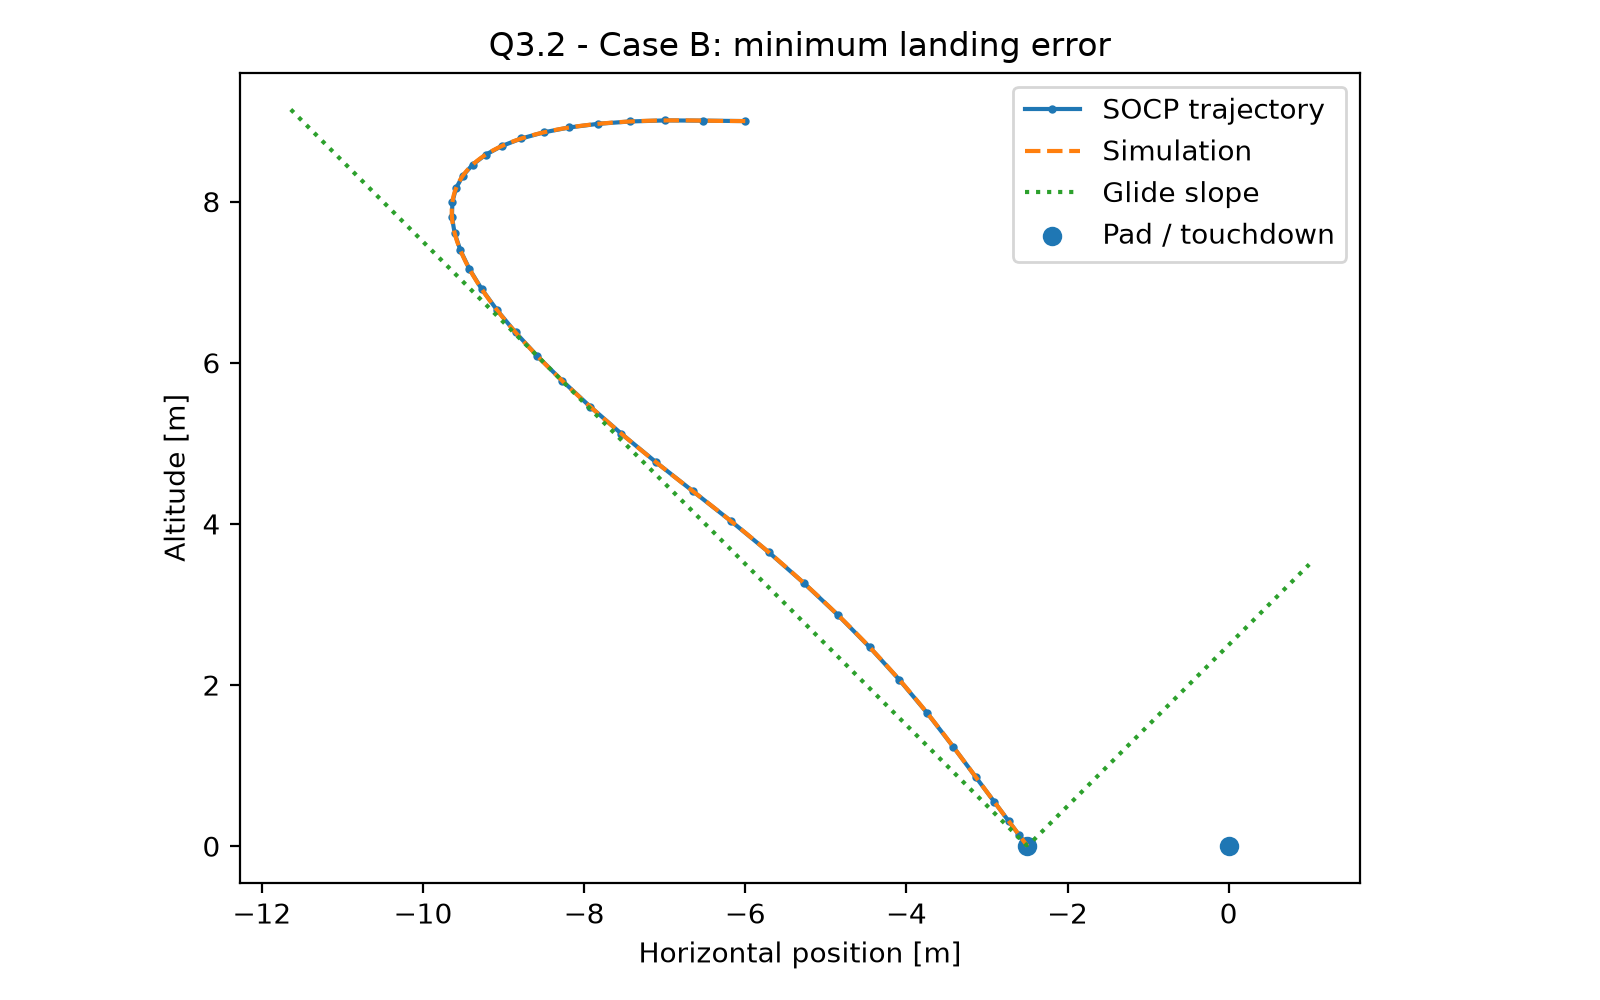 Q3.2 - Case B: minimum landing error
SOCP trajectory
Simulation
Glide slope
Pad / touchdown
Altitude [m]
8
6
4
2
0
−12 −10 −8 −6 −4 −2 0
Horizontal position [m]